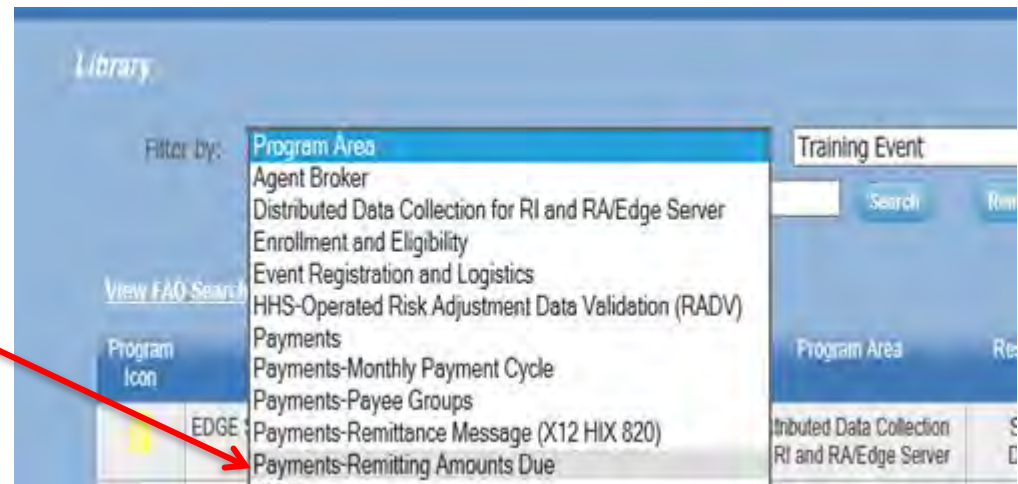 Library
Filter by:
Program Area
Training Event
Agent Broker
Distributed Data Collection for RI and RA/Edge Server
Search
Enrollment and Eligibility
Event Registration and Logistics
View FAQ Search
HHS-Operated Risk Adjustment Data Validation (RADV)
Payments
Program Icon
Payments-Monthly Payment Cycle
Program Area
Payments-Payee Groups
EDGE
Payments-Remittance Message (X12 HIX 820)
Data Collection
Payments-Remitting Amounts Due
RI and RA/Edge Server